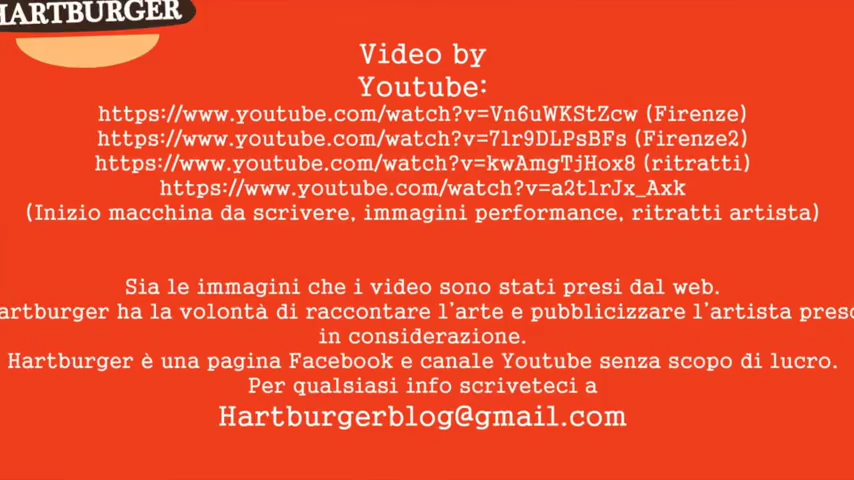 HARTBURGER
Video by
Youtube:
https://www.youtube.com/watch?v=Vn6uWKStZcw (Firenze)
https://www.youtube.com/watch?v=7lr9DLPsBFs (Firenze2)
https://www.youtube.com/watch?v=kwAmgTjHox8 (ritratti)
https://www.youtube.com/watch?v=a2tlrJx_Axk
(Inizio macchina da scrivere, immagini performance, ritratti artista)
Sia le immagini che i video sono stati presi dal web.
artburger ha la volontà di raccontare l'arte e pubblicizzare l'artista preso
in considerazione.
Hartburger è una pagina Facebook e canale Youtube senza scopo di lucro.
Per qualsiasi info scriveteci a
Hartburgerblog@gmail.com